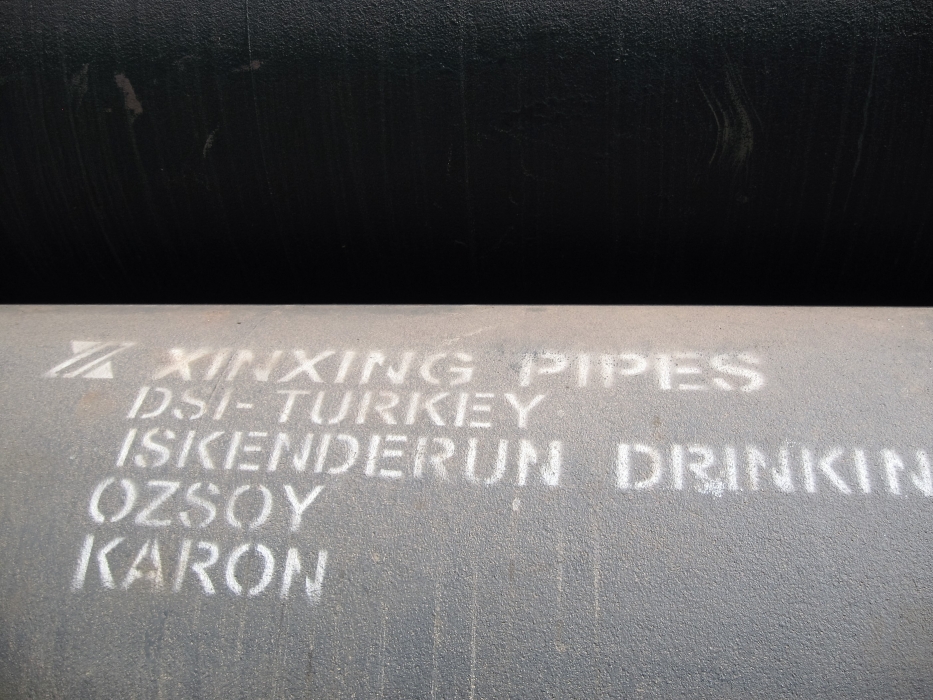 XINXING PIPES
DSI-TURKEY
ISKENDERUN DRINKIN
OZSOY
KARON